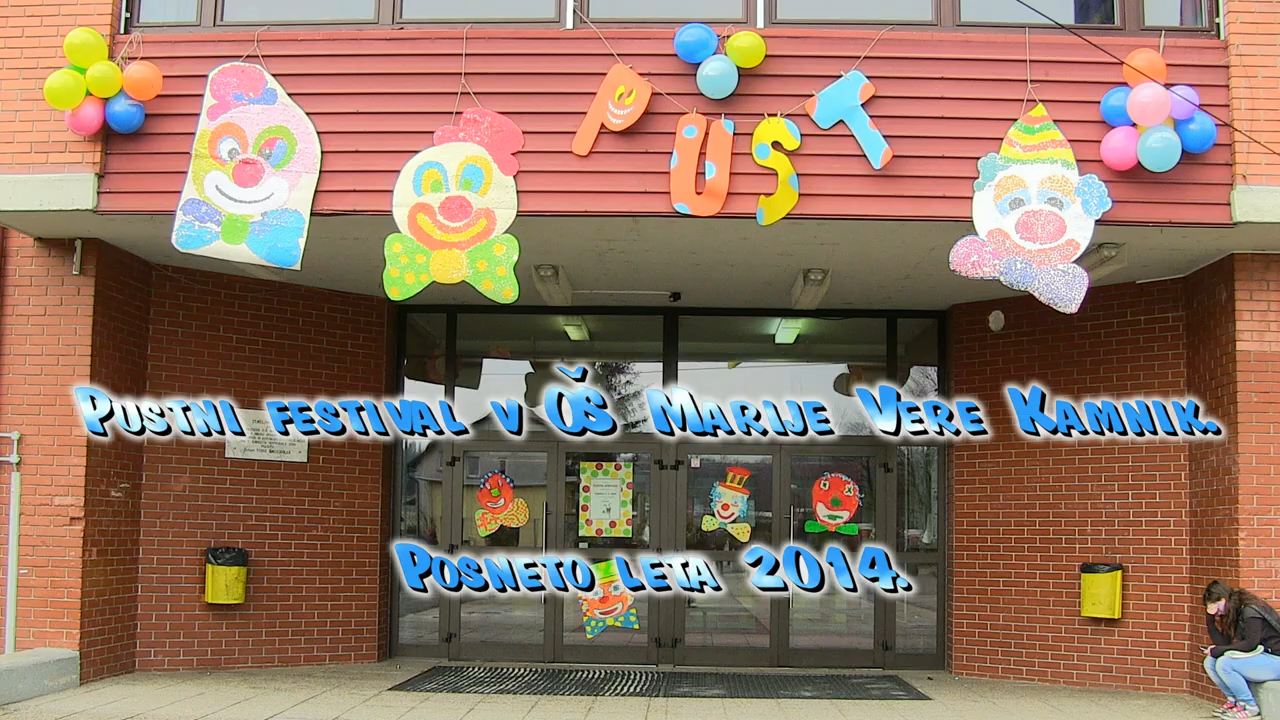 PUST
Pustni festival v OŠ Marije Vere Kamnik.
Posneto leta 2014.